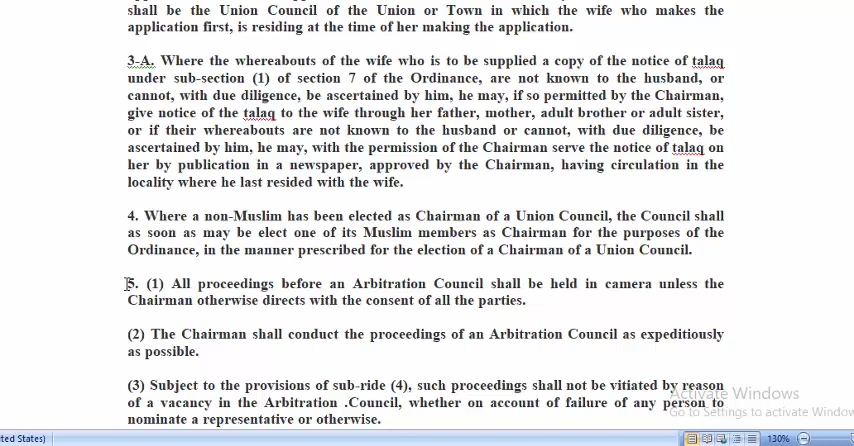 shall be the Union Council of the Union or Town in which the wife who makes the
application first, is residing at the time of her making the application.
3-A. Where the whereabouts of the wife who is to be supplied a copy of the notice of talaq
under sub-section (1) of section 7 of the Ordinance, are not known to the husband, or
cannot, with due diligence, be ascertained by him, he may, if so permitted by the Chairman,
give notice of the talaq to the wife through her father, mother, adult brother or adult sister,
or if their whereabouts are not known to the husband or cannot, with due diligence, be
ascertained by him, he may, with the permission of the Chairman serve the notice of talaq on
her by publication in a newspaper, approved by the Chairman, having circulation in the
locality where he last resided with the wife.
4. Where a non-Muslim has been elected as Chairman of a Union Council, the Council shall
as soon as may be elect one of its Muslim members as Chairman for the purposes of the
Ordinance, in the manner prescribed for the election of a Chairman of a Union Council.
5. (1) All proceedings before an Arbitration Council shall be held in camera unless the
Chairman otherwise directs with the consent of all the parties.
(2) The Chairman shall conduct the proceedings of an Arbitration Council as expeditiously
as possible.
(3) Subject to the provisions of sub-ride (4), such proceedings shall not be vitiated by reason
of a vacancy in the Arbitration .Council, whether on account of failure of any person to
nominate a representative or otherwise.
Activate Windows
Go to Settings to activate Window
ted States)
130%